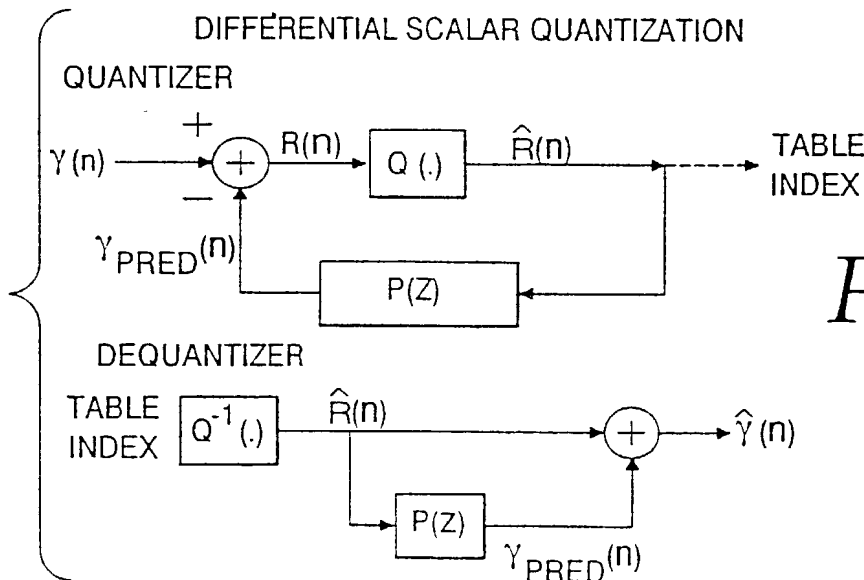 DIFFERENTIAL SCALAR QUANTIZATION
QUANTIZER
+
γ(n) + R(n) Q (.) R̂(n) TABLE INDEX
−
γPRED(n) P(Z)
DEQUANTIZER
TABLE INDEX Q-1(.) R̂(n) + γ̂(n)
P(Z)
γPRED(n)